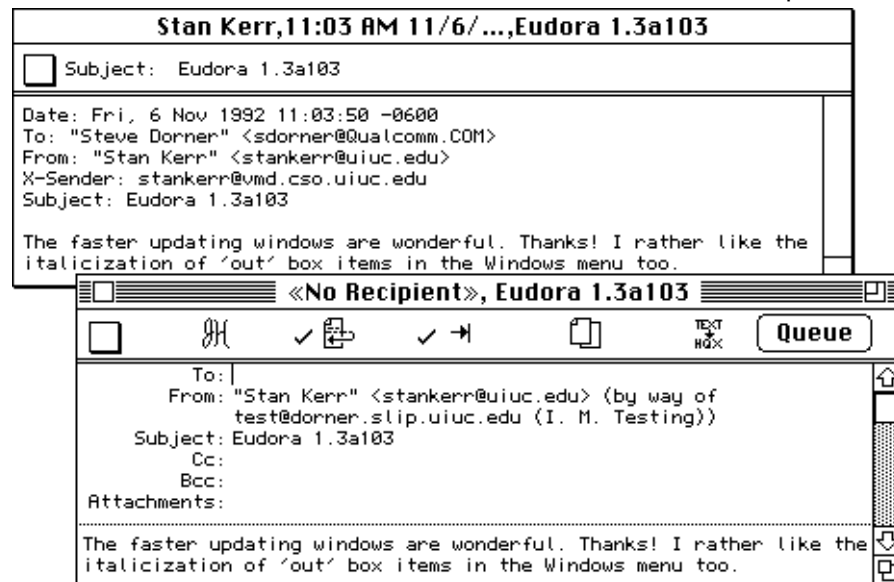 Stan Kerr,11:03 AM 11/6/...,Eudora 1.3a103
Subject: Eudora 1.3a103
Date: Fri, 6 Nov 1992 11:03:50 -0600
To: "Steve Dorner" <sdorner@Qualcomm.COM>
From: "Stan Kerr" <stankerr@uiuc.edu>
X-Sender: stankerr@vmd.cso.uiuc.edu
Subject: Eudora 1.3a103
The faster updating windows are wonderful. Thanks! I rather like the
italicization of ‘out’ box items in the Windows menu too.
«No Recipient», Eudora 1.3a103
TEXT
HQX
Queue
To:
From: "Stan Kerr" <stankerr@uiuc.edu> (by way of
test@dorner.slip.uiuc.edu (I. M. Testing))
Subject: Eudora 1.3a103
Cc:
Bcc:
Attachments:
The faster updating windows are wonderful. Thanks! I rather like the
italicization of ‘out’ box items in the Windows menu too.